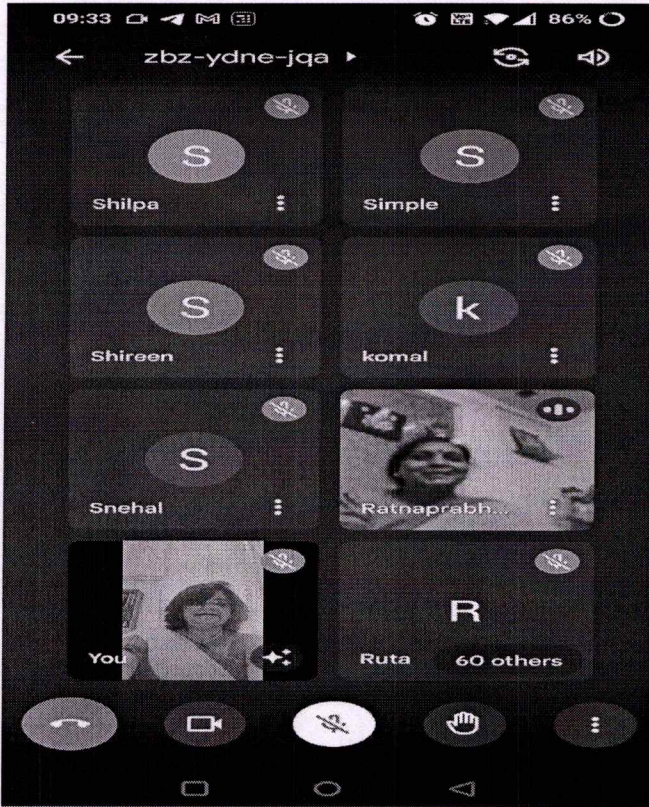 09:33 86%
zbz-ydne-jqa
S S
Shilpa Simple
S k
Shireen komal
S
Snehal Ratnaprabh...
R
You Ruta 60 others